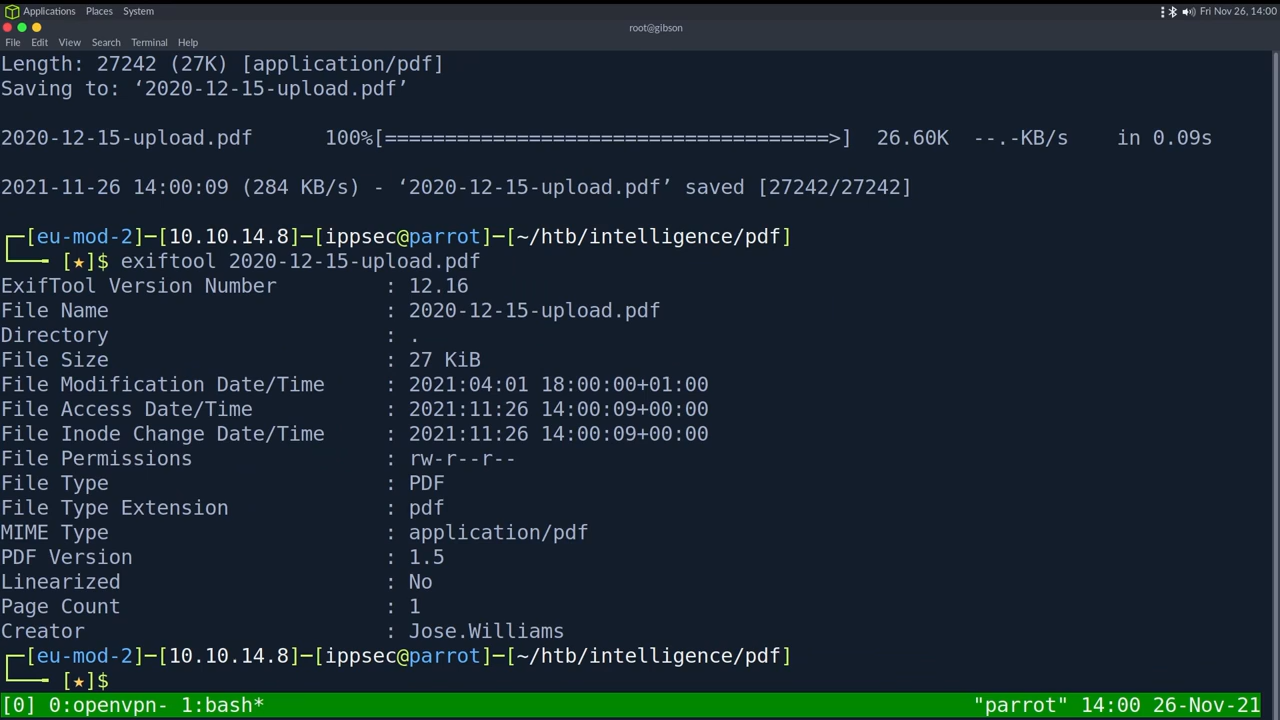 Applications Places System Fri Nov 26, 14:00
root@gibson
File Edit View Search Terminal Help
Length: 27242 (27K) [application/pdf]
Saving to: ‘2020-12-15-upload.pdf’
2020-12-15-upload.pdf 100%[=====================================>] 26.60K --.-KB/s in 0.09s
2021-11-26 14:00:09 (284 KB/s) - ‘2020-12-15-upload.pdf’ saved [27242/27242]
┌─[eu-mod-2]─[10.10.14.8]─[ippsec@parrot]─[~/htb/intelligence/pdf]
└──╼ [★]$ exiftool 2020-12-15-upload.pdf
ExifTool Version Number : 12.16
File Name : 2020-12-15-upload.pdf
Directory : .
File Size : 27 KiB
File Modification Date/Time : 2021:04:01 18:00:00+01:00
File Access Date/Time : 2021:11:26 14:00:09+00:00
File Inode Change Date/Time : 2021:11:26 14:00:09+00:00
File Permissions : rw-r--r--
File Type : PDF
File Type Extension : pdf
MIME Type : application/pdf
PDF Version : 1.5
Linearized : No
Page Count : 1
Creator : Jose.Williams
┌─[eu-mod-2]─[10.10.14.8]─[ippsec@parrot]─[~/htb/intelligence/pdf]
└──╼ [★]$
[0] 0:openvpn- 1:bash* "parrot" 14:00 26-Nov-21